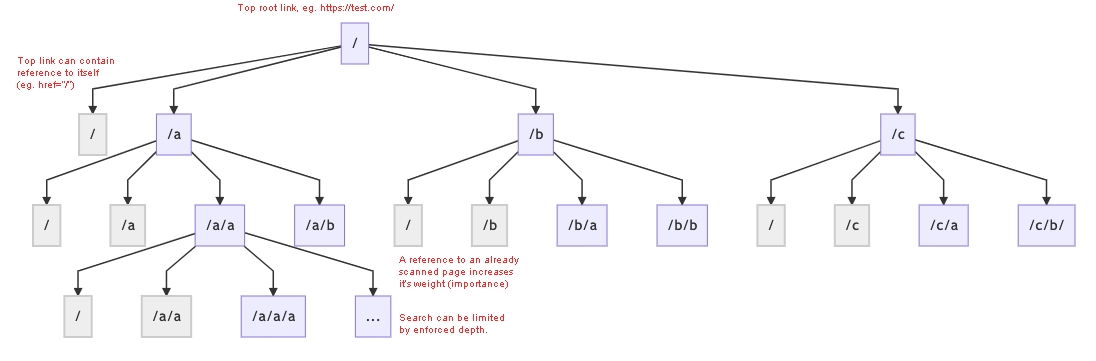 Top root link, eg. https://test.com/
/
Top link can contain
reference to itself
(eg. href="/")
/
/a
/b
/c
/
/a
/a/a
/a/b
/
/b
/b/a
/b/b
/
/c
/c/a
/c/b/
A reference to an already
scanned page increases
it's weight (importance)
/
/a/a
/a/a/a
...
Search can be limited
by enforced depth.